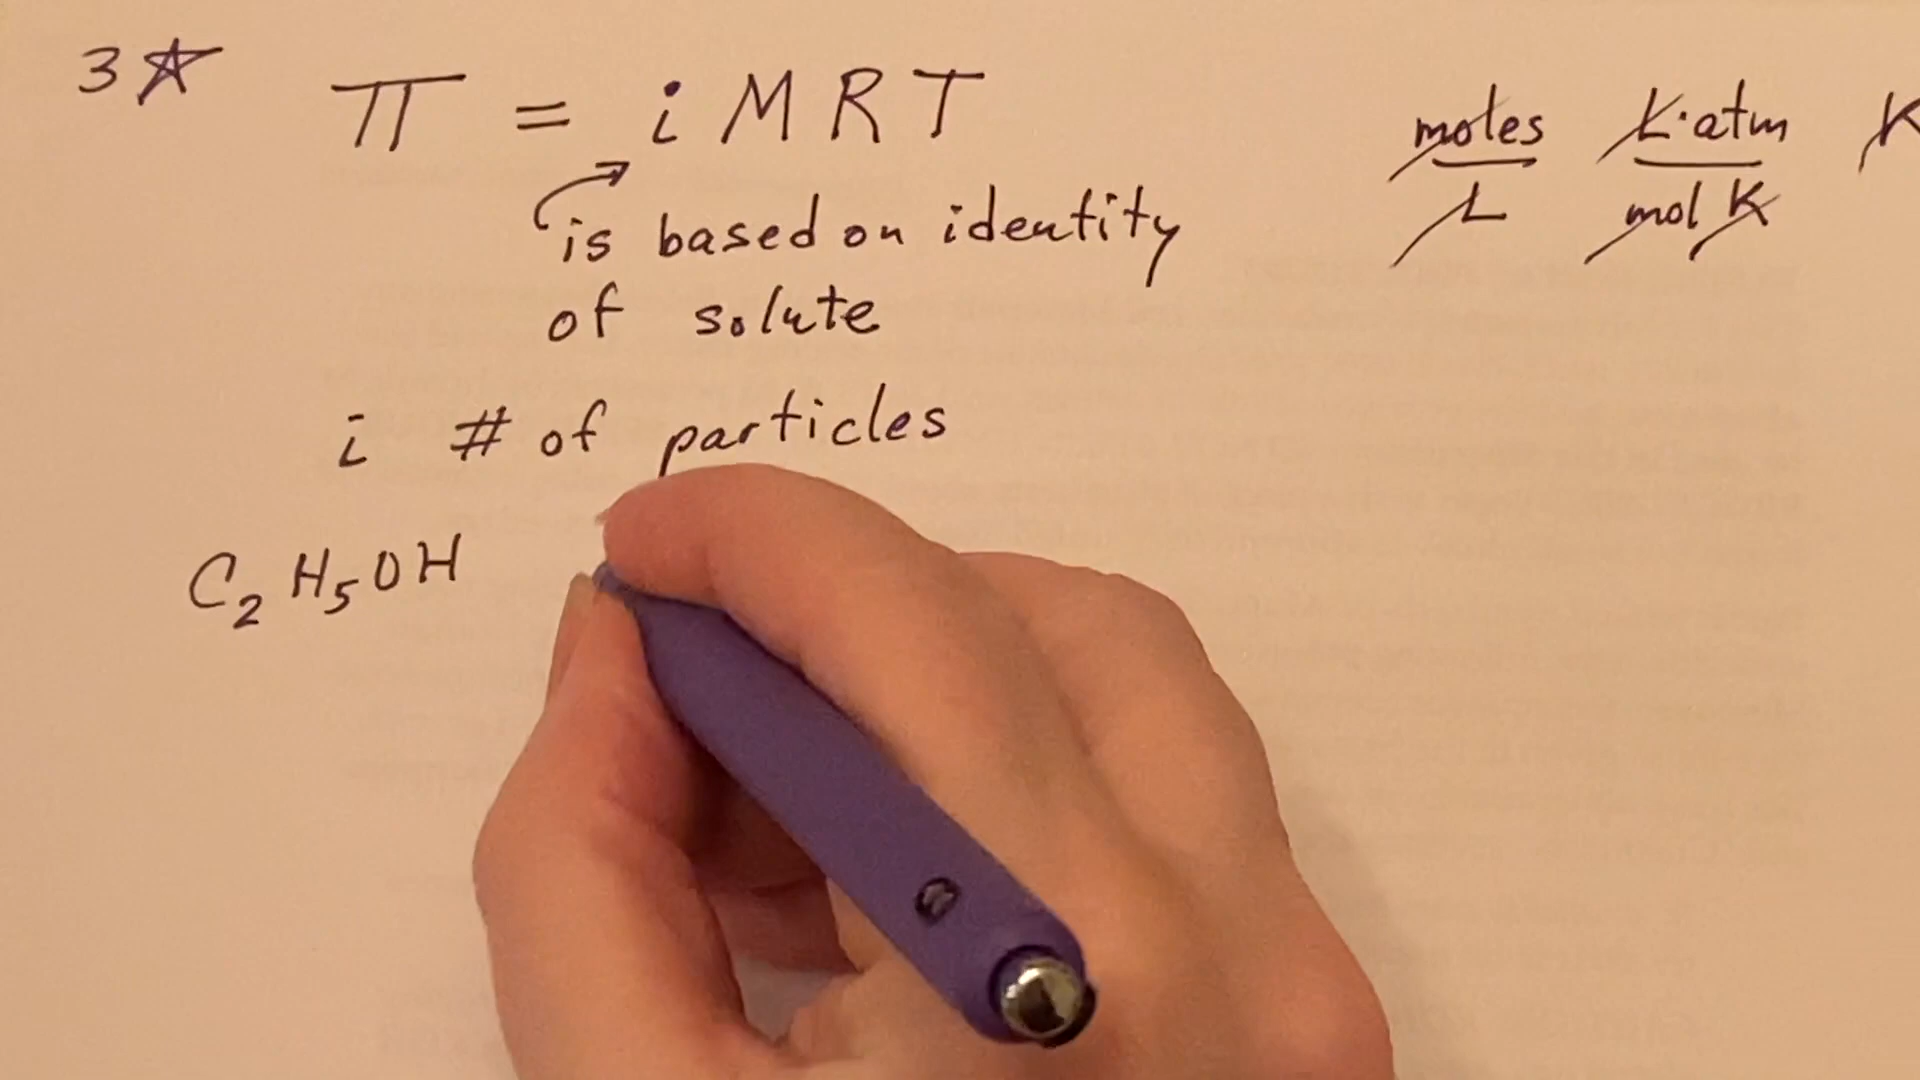 3☆ π = i M R T
moles L·atm K
L mol K
is based on identity
of solute
i # of particles
C₂H₅OH